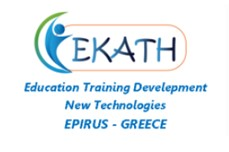 EKATH
Education Training Develepment
New Technologies
EPIRUS - GREECE